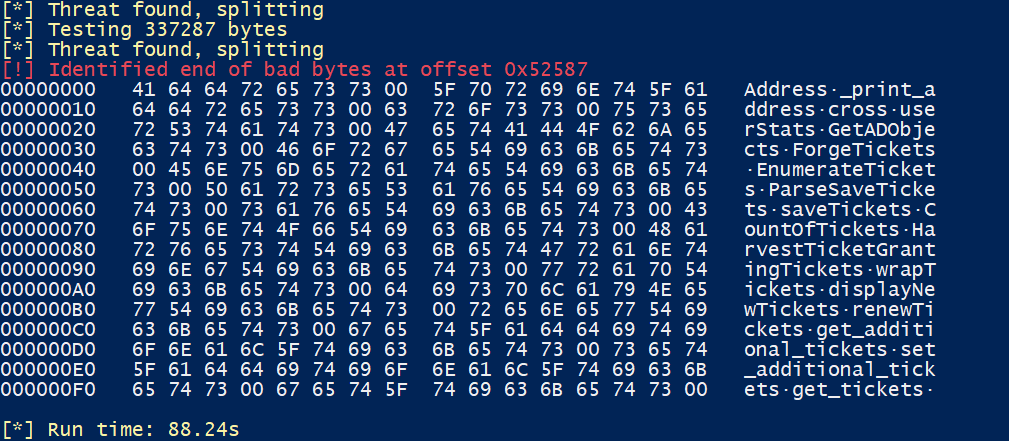 [*] Threat found, splitting
[*] Testing 337287 bytes
[*] Threat found, splitting
[!] Identified end of bad bytes at offset 0x52587
00000000   41 64 64 72 65 73 73 00  5F 70 72 69 6E 74 5F 61   Address·_print_a
00000010   64 64 72 65 73 73 00 63  72 6F 73 73 00 75 73 65   ddress·cross·use
00000020   72 53 74 61 74 73 00 47  65 74 41 44 4F 62 6A 65   rStats·GetADObje
00000030   63 74 73 00 46 6F 72 67  65 54 69 63 6B 65 74 73   cts·ForgeTickets
00000040   00 45 6E 75 6D 65 72 61  74 65 54 69 63 6B 65 74   ·EnumerateTicket
00000050   73 00 50 61 72 73 65 53  61 76 65 54 69 63 6B 65   s·ParseSaveTicke
00000060   74 73 00 73 61 76 65 54  69 63 6B 65 74 73 00 43   ts·saveTickets·C
00000070   6F 75 6E 74 4F 66 54 69  63 6B 65 74 73 00 48 61   ountOfTickets·Ha
00000080   72 76 65 73 74 54 69 63  6B 65 74 47 72 61 6E 74   rvestTicketGrant
00000090   69 6E 67 54 69 63 6B 65  74 73 00 77 72 61 70 54   ingTickets·wrapT
000000A0   69 63 6B 65 74 73 00 64  69 73 70 6C 61 79 4E 65   ickets·displayNe
000000B0   77 54 69 63 6B 65 74 73  00 72 65 6E 65 77 54 69   wTickets·renewTi
000000C0   63 6B 65 74 73 00 67 65  74 5F 61 64 64 69 74 69   ckets·get_additi
000000D0   6F 6E 61 6C 5F 74 69 63  6B 65 74 73 00 73 65 74   onal_tickets·set
000000E0   5F 61 64 64 69 74 69 6F  6E 61 6C 5F 74 69 63 6B   _additional_tick
000000F0   65 74 73 00 67 65 74 5F  74 69 63 6B 65 74 73 00   ets·get_tickets·
[*] Run time: 88.24s